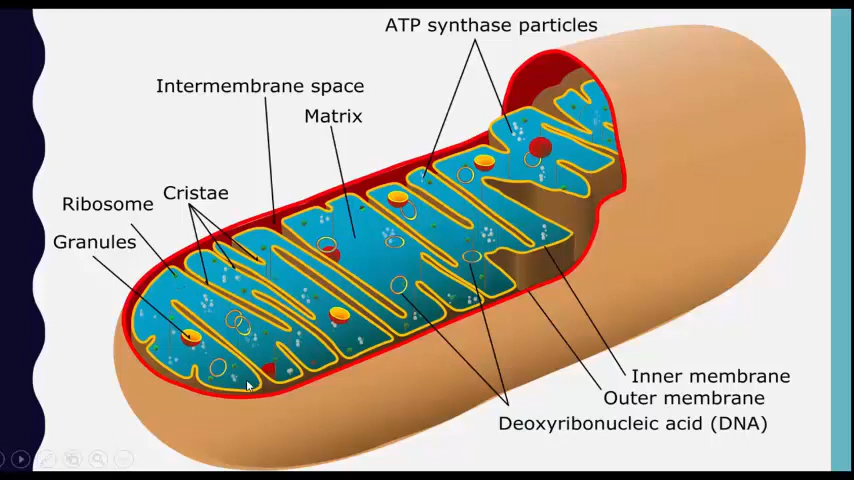 ATP synthase particles
Intermembrane space
Matrix
Cristae
Ribosome
Granules
Inner membrane
Outer membrane
Deoxyribonucleic acid (DNA)